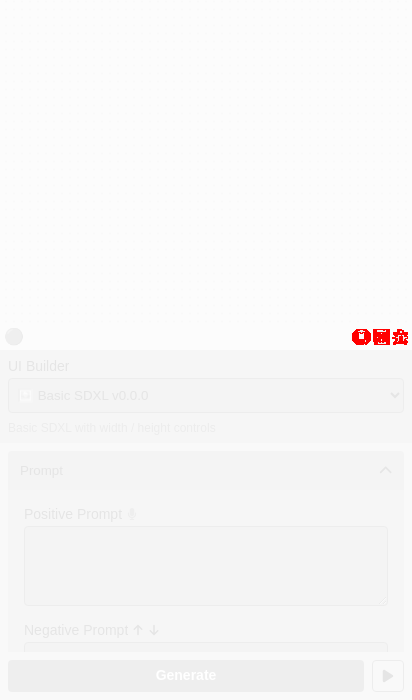 UI Builder
Basic SDXL v0.0.0
Basic SDXL with width / height controls
Prompt
Positive Prompt
Negative Prompt
Generate